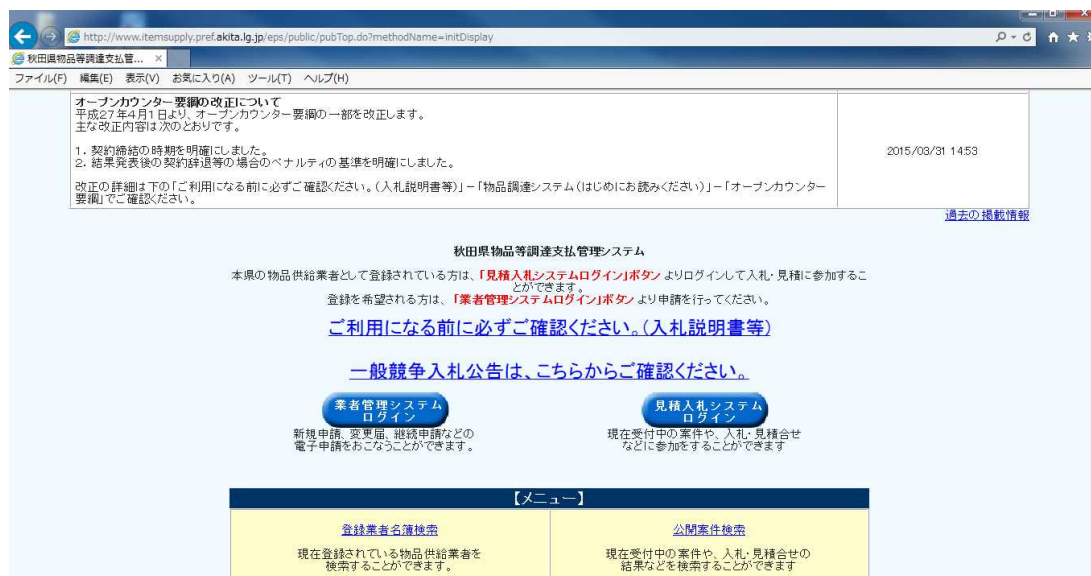 http://www.itemsupply.pref.akita.lg.jp/eps/public/pubTop.do?methodName=initDisplay
秋田県物品等調達支払管...
ファイル(F) 編集(E) 表示(V) お気に入り(A) ツール(T) ヘルプ(H)
オープンカウンター要綱の改正について
平成27年4月1日より、オープンカウンター要綱の一部を改正します。
主な改正内容は次のとおりです。
1. 契約締結の時期を明確にしました。
2. 結果発表後の契約辞退等の場合のペナルティの基準を明確にしました。
2015/03/31 14:53
改正の詳細は下の「ご利用になる前に必ずご確認ください。(入札説明書等)」-「物品調達システム(はじめにお読みください)」-「オープンカウンター
要綱」でご確認ください。
過去の掲載情報
秋田県物品等調達支払管理システム
本県の物品供給業者として登録されている方は、「見積入札システムログイン」ボタン よりログインして入札・見積に参加するこ
とができます。
登録を希望される方は、「業者管理システムログイン」ボタン より申請を行ってください。
ご利用になる前に必ずご確認ください。(入札説明書等)
一般競争入札公告は、こちらからご確認ください。
業者管理システム
ログイン
新規申請、変更届、継続申請などの
電子申請をおこなうことができます。
見積入札システム
ログイン
現在受付中の案件や、入札・見積合せ
などに参加をすることができます
【メニュー】
登録業者名簿検索
現在登録されている物品供給業者を
検索することができます。
公開案件検索
現在受付中の案件や、入札・見積合せの
結果などを検索することができます